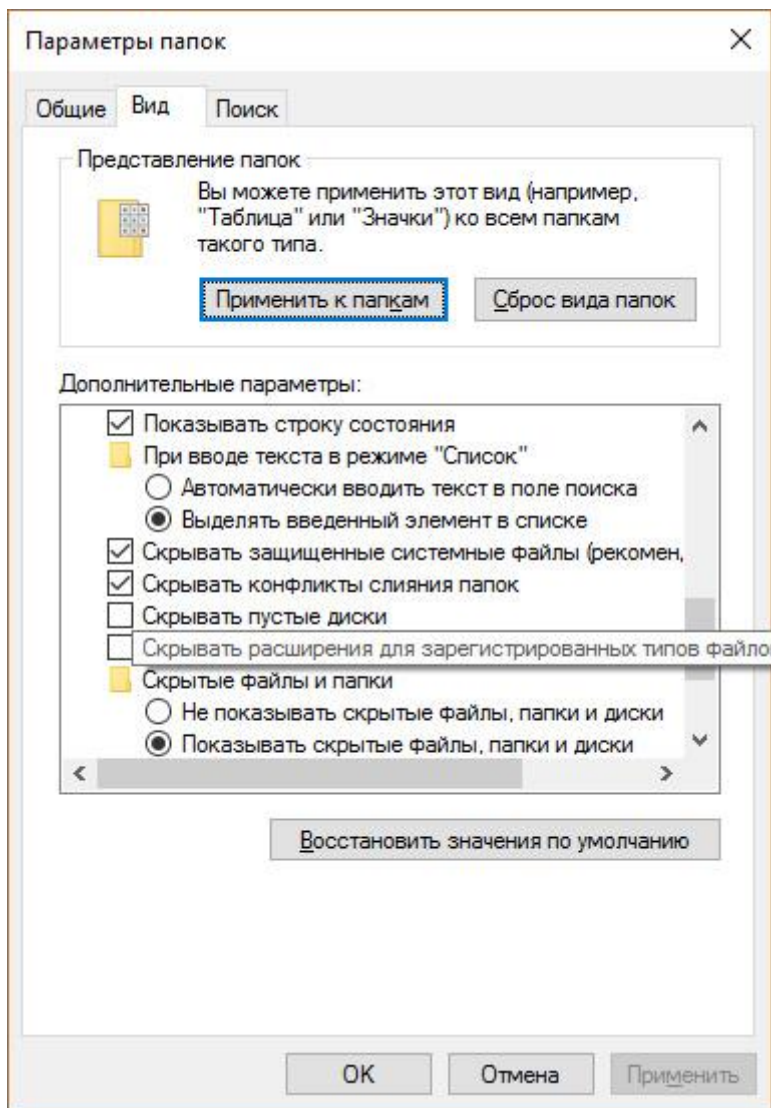 Параметры папок
Общие Вид Поиск
Представление папок
Вы можете применить этот вид (например,
"Таблица" или "Значки") ко всем папкам
такого типа.
Применить к папкам Сброс вида папок
Дополнительные параметры:
Показывать строку состояния
При вводе текста в режиме "Список"
Автоматически вводить текст в поле поиска
Выделять введенный элемент в списке
Скрывать защищенные системные файлы (рекомен,
Скрывать конфликты слияния папок
Скрывать пустые диски
Скрывать расширения для зарегистрированных типов файло
Скрытые файлы и папки
Не показывать скрытые файлы, папки и диски
Показывать скрытые файлы, папки и диски
Восстановить значения по умолчанию
OK Отмена Применить